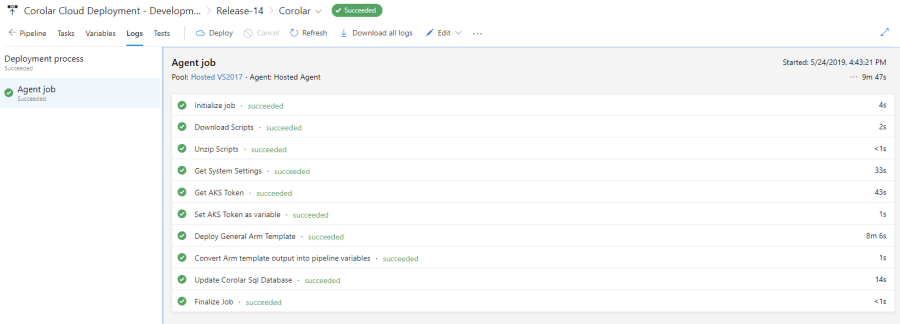 Corolar Cloud Deployment - Developm... > Release-14 > Corolar Succeeded
Pipeline Tasks Variables Logs Tests Deploy Cancel Refresh Download all logs Edit ...
Deployment process
Succeeded
Agent job
Succeeded
Agent job Started: 5/24/2019, 4:43:21 PM
Pool: Hosted VS2017 - Agent: Hosted Agent ... 9m 47s
Initialize job · succeeded 4s
Download Scripts · succeeded 2s
Unzip Scripts · succeeded <1s
Get System Settings · succeeded 33s
Get AKS Token · succeeded 43s
Set AKS Token as variable · succeeded 1s
Deploy General Arm Template · succeeded 8m 6s
Convert Arm template output into pipeline variables · succeeded 1s
Update Corolar Sql Database · succeeded 14s
Finalize Job · succeeded <1s